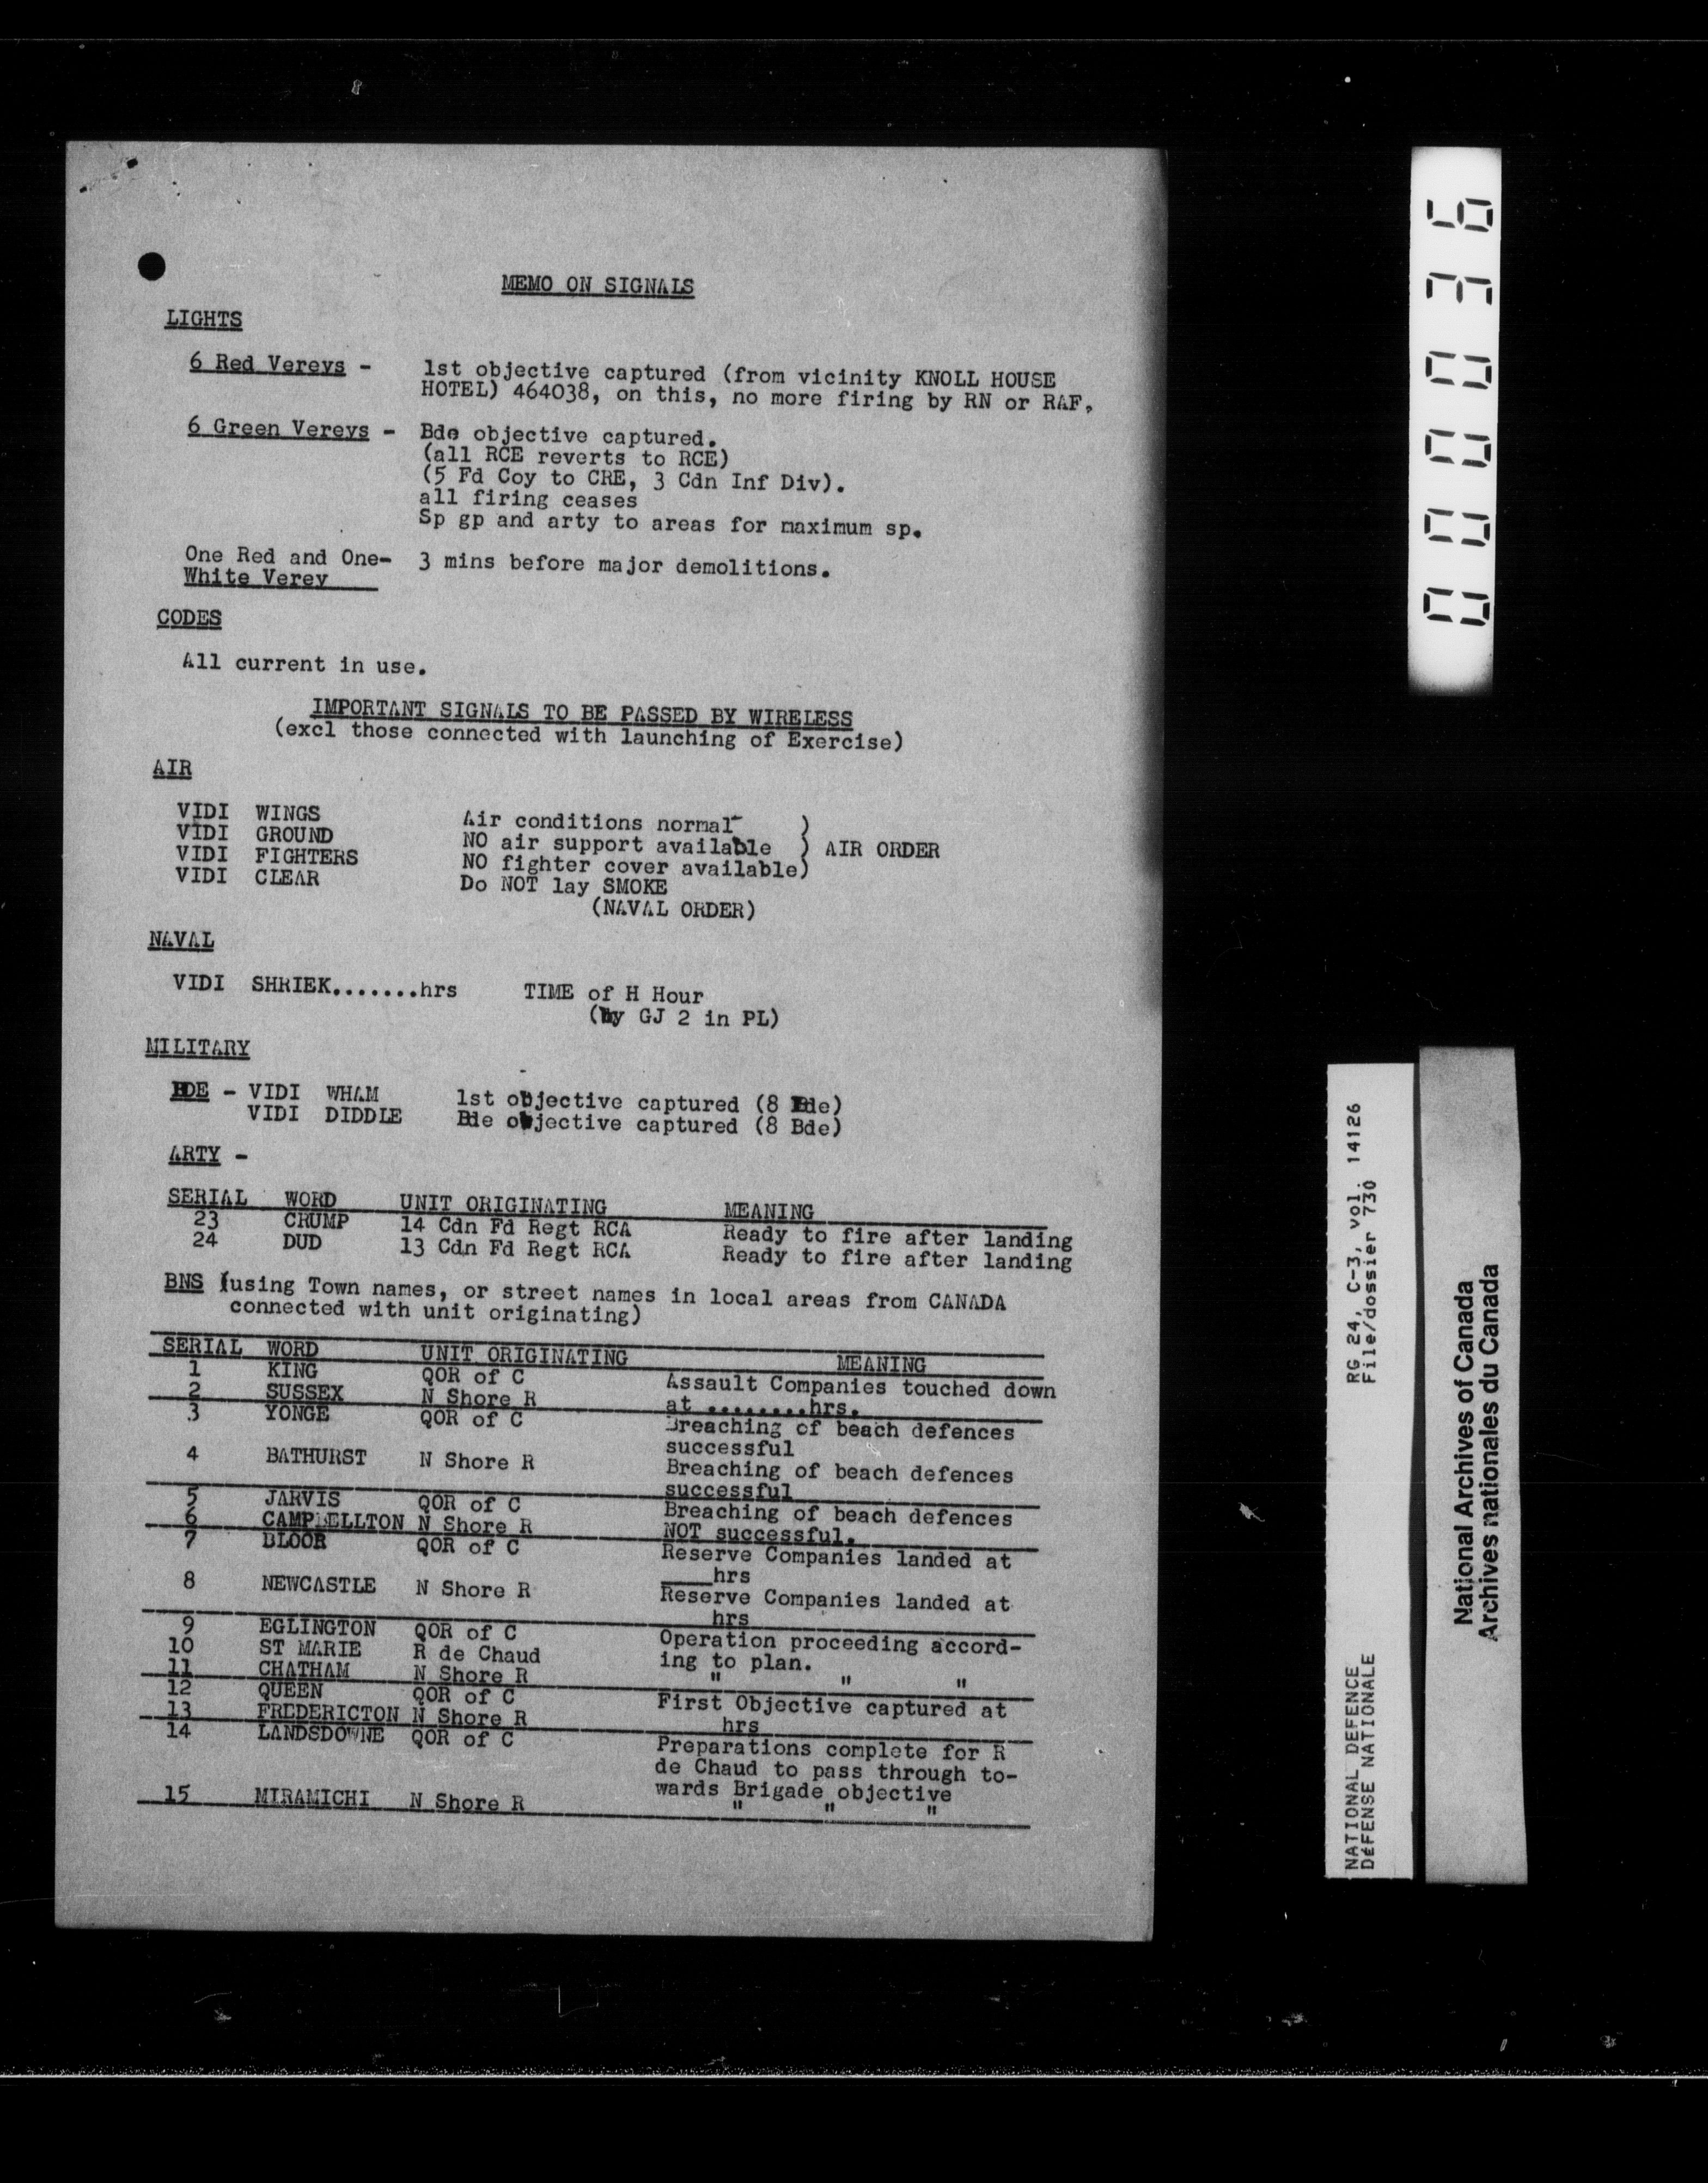 MEMO ON SIGNALS
LIGHTS
6 Red Vereys - 1st objective captured (from vicinity KNOLL HOUSE
HOTEL) 464038, on this, no more firing by RN or RAF,
6 Green Vereys - Bde objective captured.
(all RCE reverts to RCE)
(5 Fd Coy to CRE, 3 Cdn Inf Div).
all firing ceases
Sp gp and arty to areas for maximum sp.
One Red and One- 3 mins before major demolitions.
White Verey
CODES
All current in use.
IMPORTANT SIGNALS TO BE PASSED BY WIRELESS
(excl those connected with launching of Exercise)
AIR
VIDI WINGS Air conditions normal )
VIDI GROUND NO air support available ) AIR ORDER
VIDI FIGHTERS NO fighter cover available)
VIDI CLEAR Do NOT lay SMOKE
(NAVAL ORDER)
NAVAL
VIDI SHRIEK.......hrs TIME of H Hour
(by GJ 2 in PL)
MILITARY
BDE - VIDI WHAM 1st objective captured (8 Bde)
VIDI DIDDLE Bde objective captured (8 Bde)
ARTY -
SERIAL WORD UNIT ORIGINATING MEANING
23 CRUMP 14 Cdn Fd Regt RCA Ready to fire after landing
24 DUD 13 Cdn Fd Regt RCA Ready to fire after landing
BNS (using Town names, or street names in local areas from CANADA
connected with unit originating)
SERIAL WORD UNIT ORIGINATING MEANING
1 KING QOR of C Assault Companies touched down
2 SUSSEX N Shore R at ........hrs.
3 YONGE QOR of C Breaching of beach defences
successful
4 BATHURST N Shore R Breaching of beach defences
successful
5 JARVIS QOR of C Breaching of beach defences
6 CAMPBELLTON N Shore R NOT successful.
7 BLOOR QOR of C Reserve Companies landed at
____hrs
8 NEWCASTLE N Shore R Reserve Companies landed at
hrs
9 EGLINGTON QOR of C Operation proceeding accord-
10 ST MARIE R de Chaud ing to plan.
11 CHATHAM N Shore R " " "
12 QUEEN QOR of C First Objective captured at
13 FREDERICTON N Shore R hrs
14 LANDSDOWNE QOR of C Preparations complete for R
de Chaud to pass through to-
wards Brigade objective
15 MIRAMICHI N Shore R " " "
000036
NATIONAL DEFENCE RG 24, C-3, vol. 14126
DéFENSE NATIONALE File/dossier 730
National Archives of Canada
Archives nationales du Canada